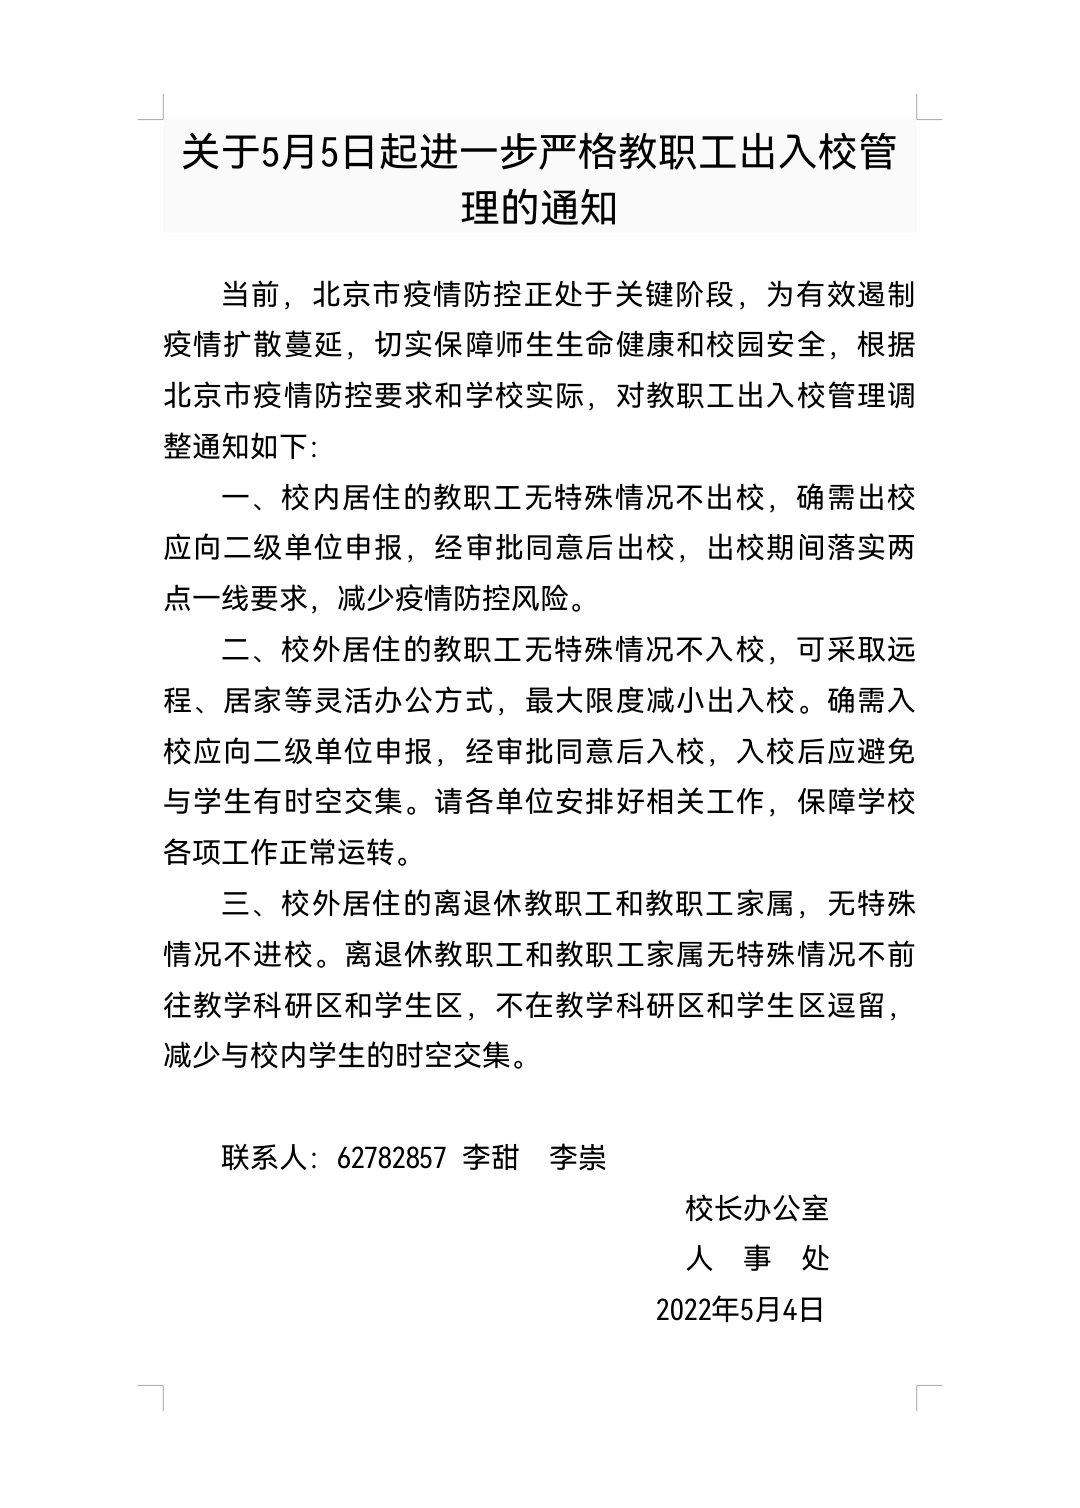 关于5月5日起进一步严格教职工出入校管
理的通知
当前，北京市疫情防控正处于关键阶段，为有效遏制
疫情扩散蔓延，切实保障师生生命健康和校园安全，根据
北京市疫情防控要求和学校实际，对教职工出入校管理调
整通知如下：
一、校内居住的教职工无特殊情况不出校，确需出校
应向二级单位申报，经审批同意后出校，出校期间落实两
点一线要求，减少疫情防控风险。
二、校外居住的教职工无特殊情况不入校，可采取远
程、居家等灵活办公方式，最大限度减小出入校。确需入
校应向二级单位申报，经审批同意后入校，入校后应避免
与学生有时空交集。请各单位安排好相关工作，保障学校
各项工作正常运转。
三、校外居住的离退休教职工和教职工家属，无特殊
情况不进校。离退休教职工和教职工家属无特殊情况不前
往教学科研区和学生区，不在教学科研区和学生区逗留，
减少与校内学生的时空交集。
联系人：62782857 李甜　李崇
校长办公室
人　事　处
2022年5月4日